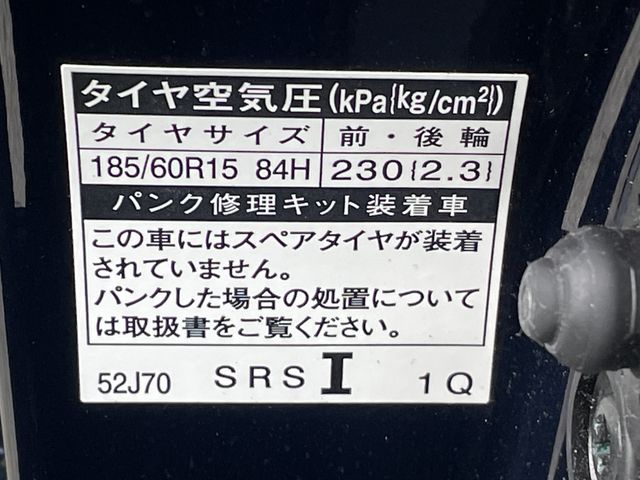 タイヤ空気圧(kPa{kg/cm²})
タイヤサイズ 前・後輪
185/60R15 84H 230{2.3}
パンク修理キット装着車
この車にはスペアタイヤが装着
されていません。
パンクした場合の処置について
は取扱書をご覧ください。
52J70 SRS I 1Q